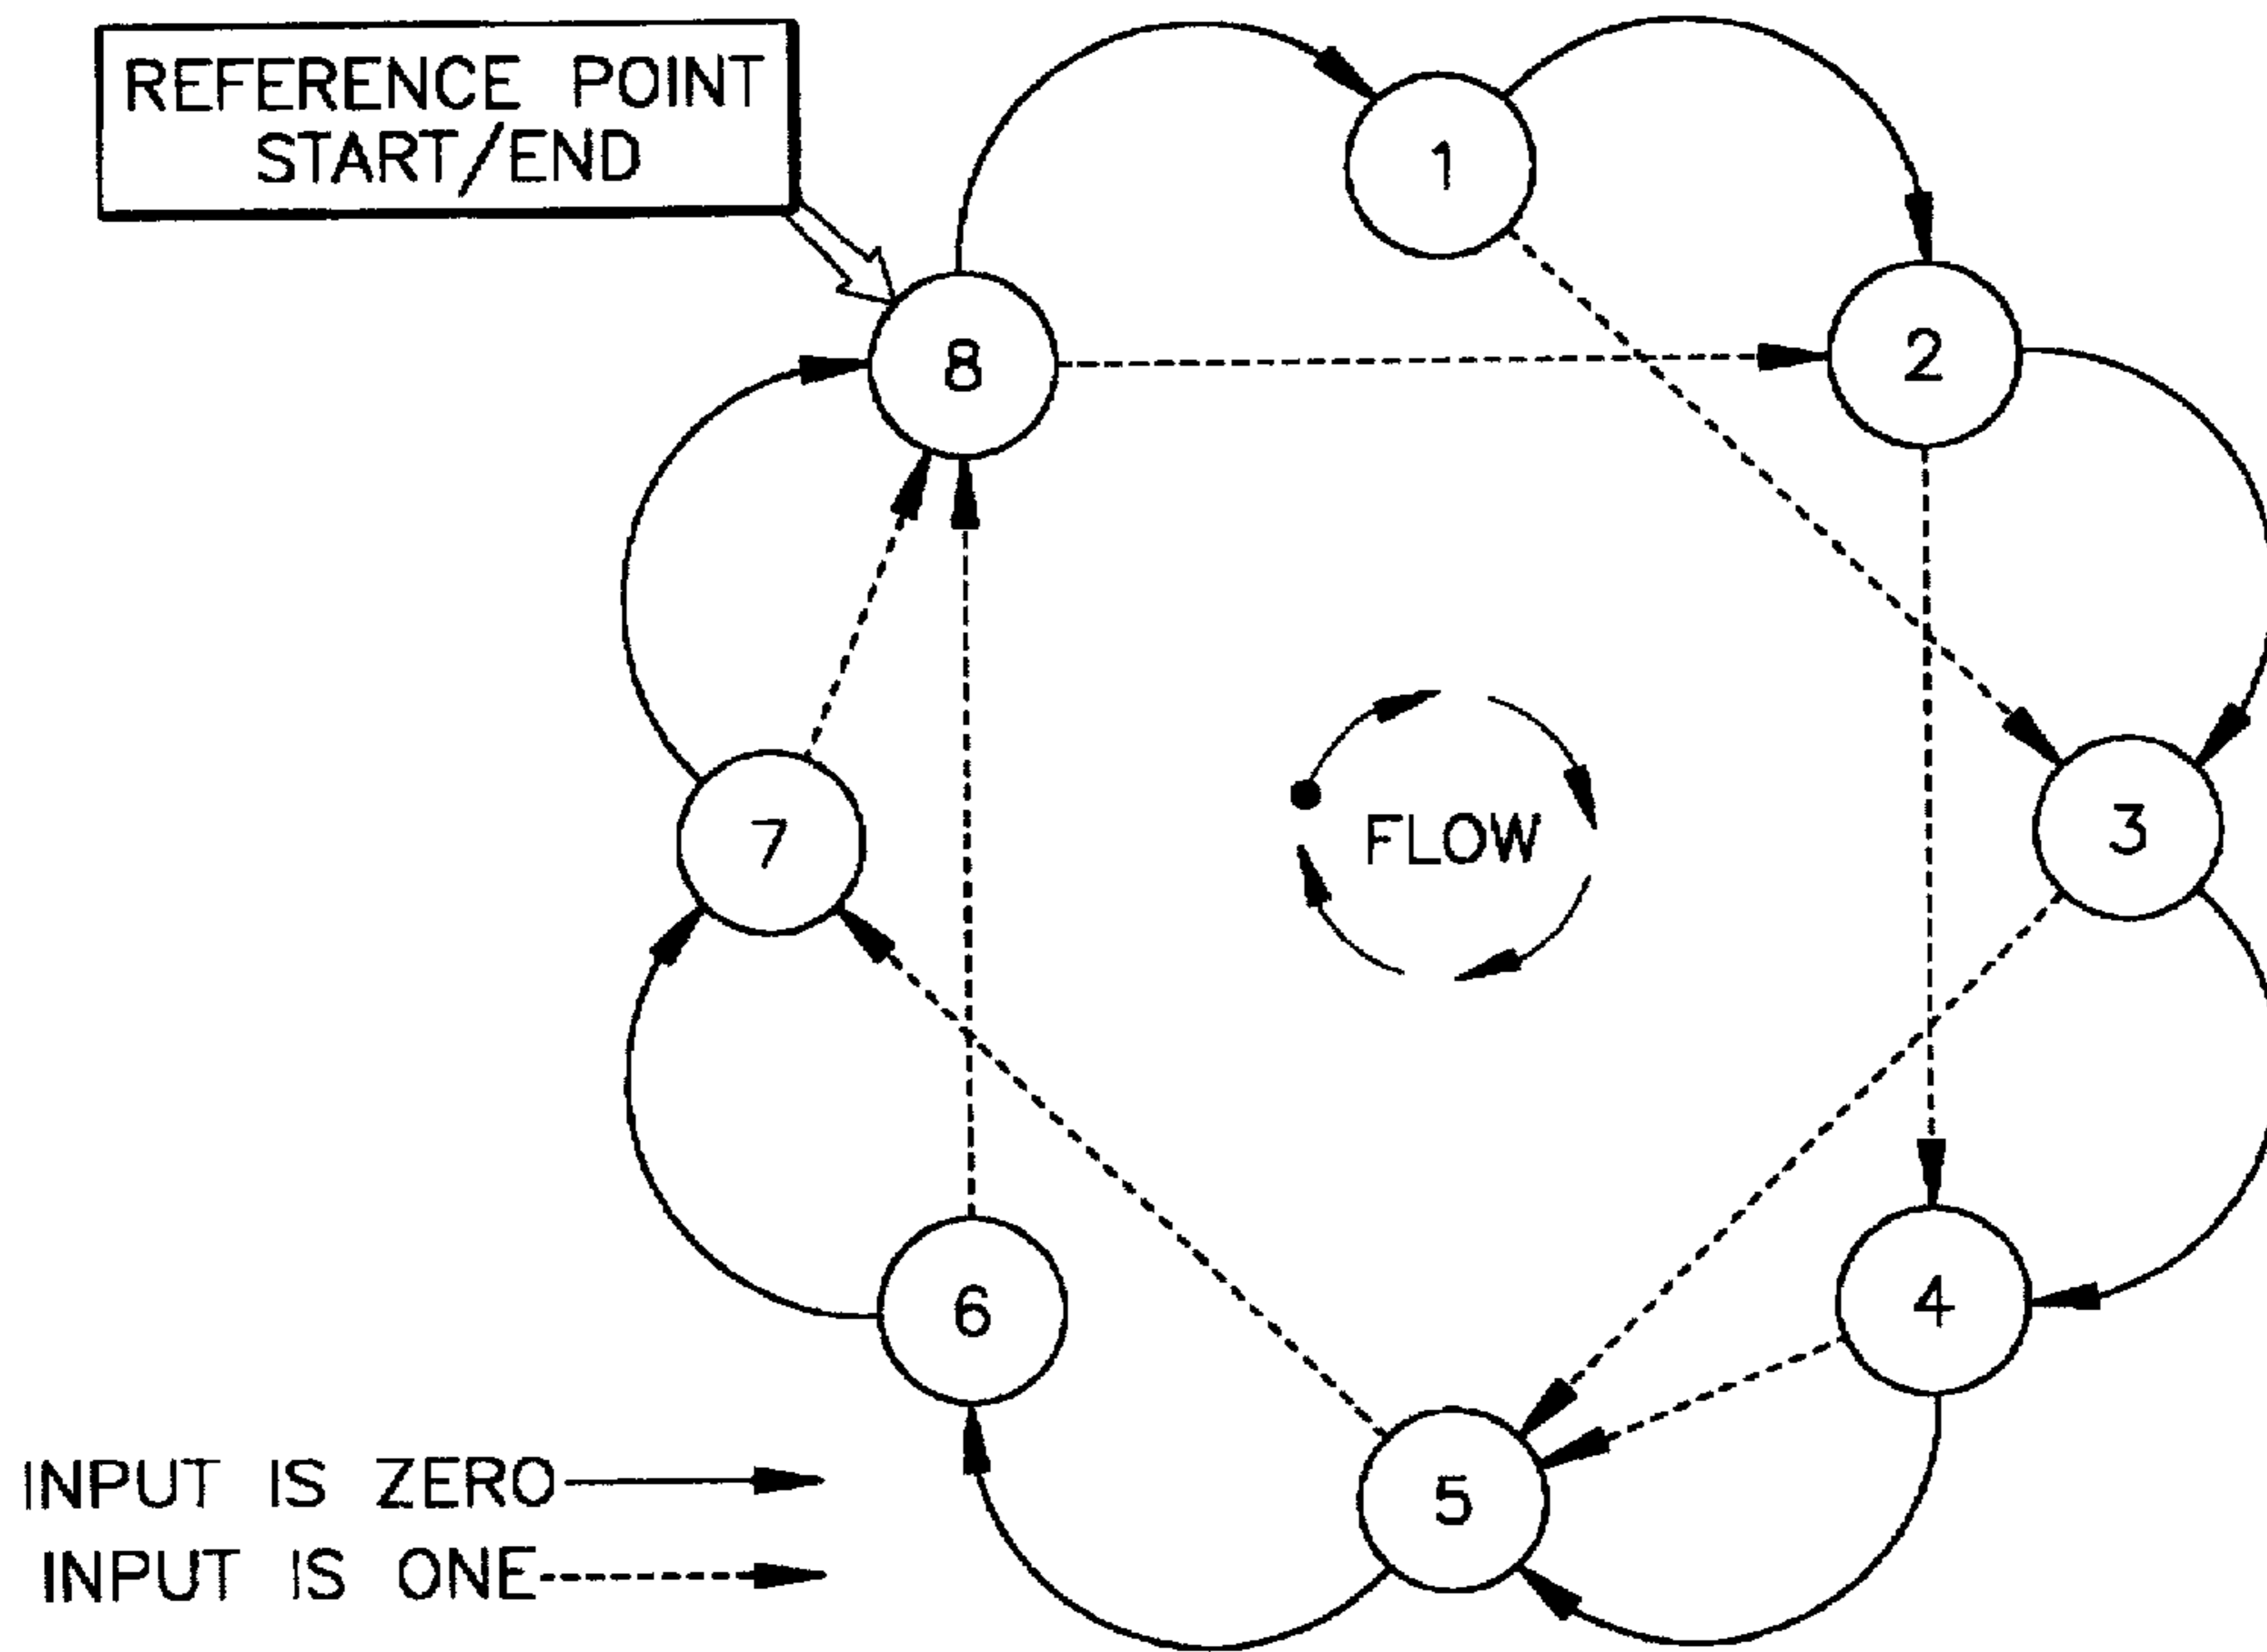 REFERENCE POINT
START/END
1
8
2
7
FLOW
3
6
4
5
INPUT IS ZERO
INPUT IS ONE